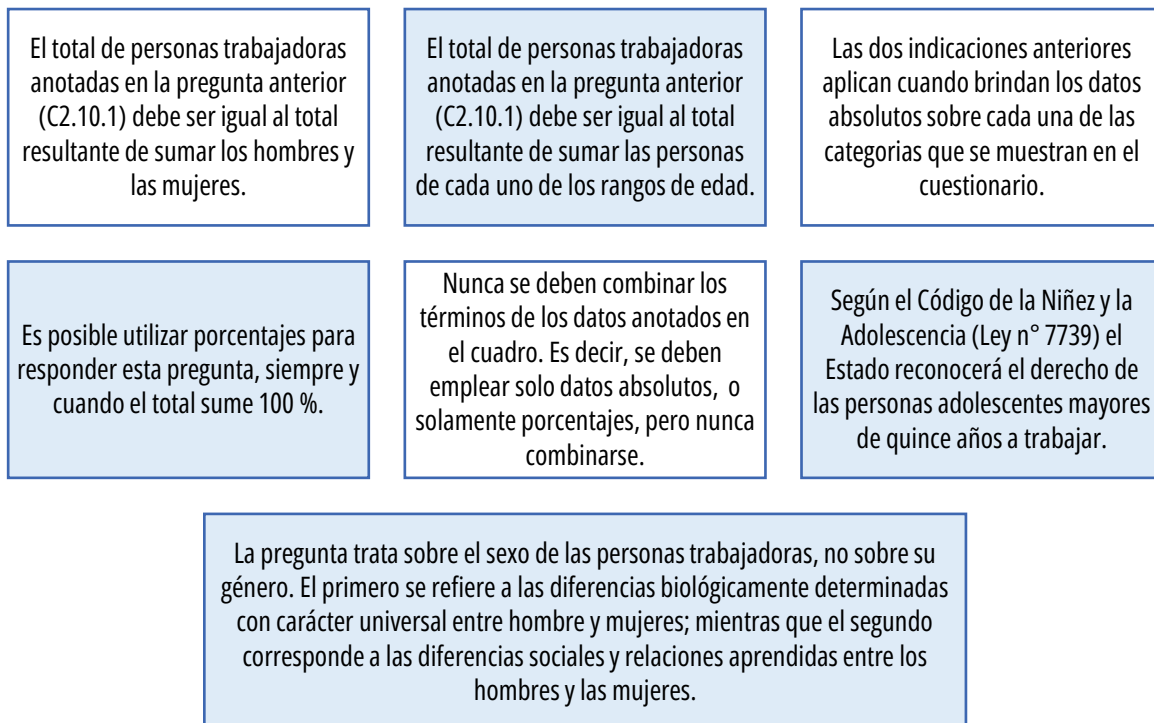 El total de personas trabajadoras
anotadas en la pregunta anterior
(C2.10.1) debe ser igual al total
resultante de sumar los hombres y
las mujeres.
El total de personas trabajadoras
anotadas en la pregunta anterior
(C2.10.1) debe ser igual al total
resultante de sumar las personas
de cada uno de los rangos de edad.
Las dos indicaciones anteriores
aplican cuando brindan los datos
absolutos sobre cada una de las
categorias que se muestran en el
cuestionario.
Es posible utilizar porcentajes para
responder esta pregunta, siempre y
cuando el total sume 100 %.
Nunca se deben combinar los
términos de los datos anotados en
el cuadro. Es decir, se deben
emplear solo datos absolutos, o
solamente porcentajes, pero nunca
combinarse.
Según el Código de la Niñez y la
Adolescencia (Ley n° 7739) el
Estado reconocerá el derecho de
las personas adolescentes mayores
de quince años a trabajar.
La pregunta trata sobre el sexo de las personas trabajadoras, no sobre su
género. El primero se refiere a las diferencias biológicamente determinadas
con carácter universal entre hombre y mujeres; mientras que el segundo
corresponde a las diferencias sociales y relaciones aprendidas entre los
hombres y las mujeres.